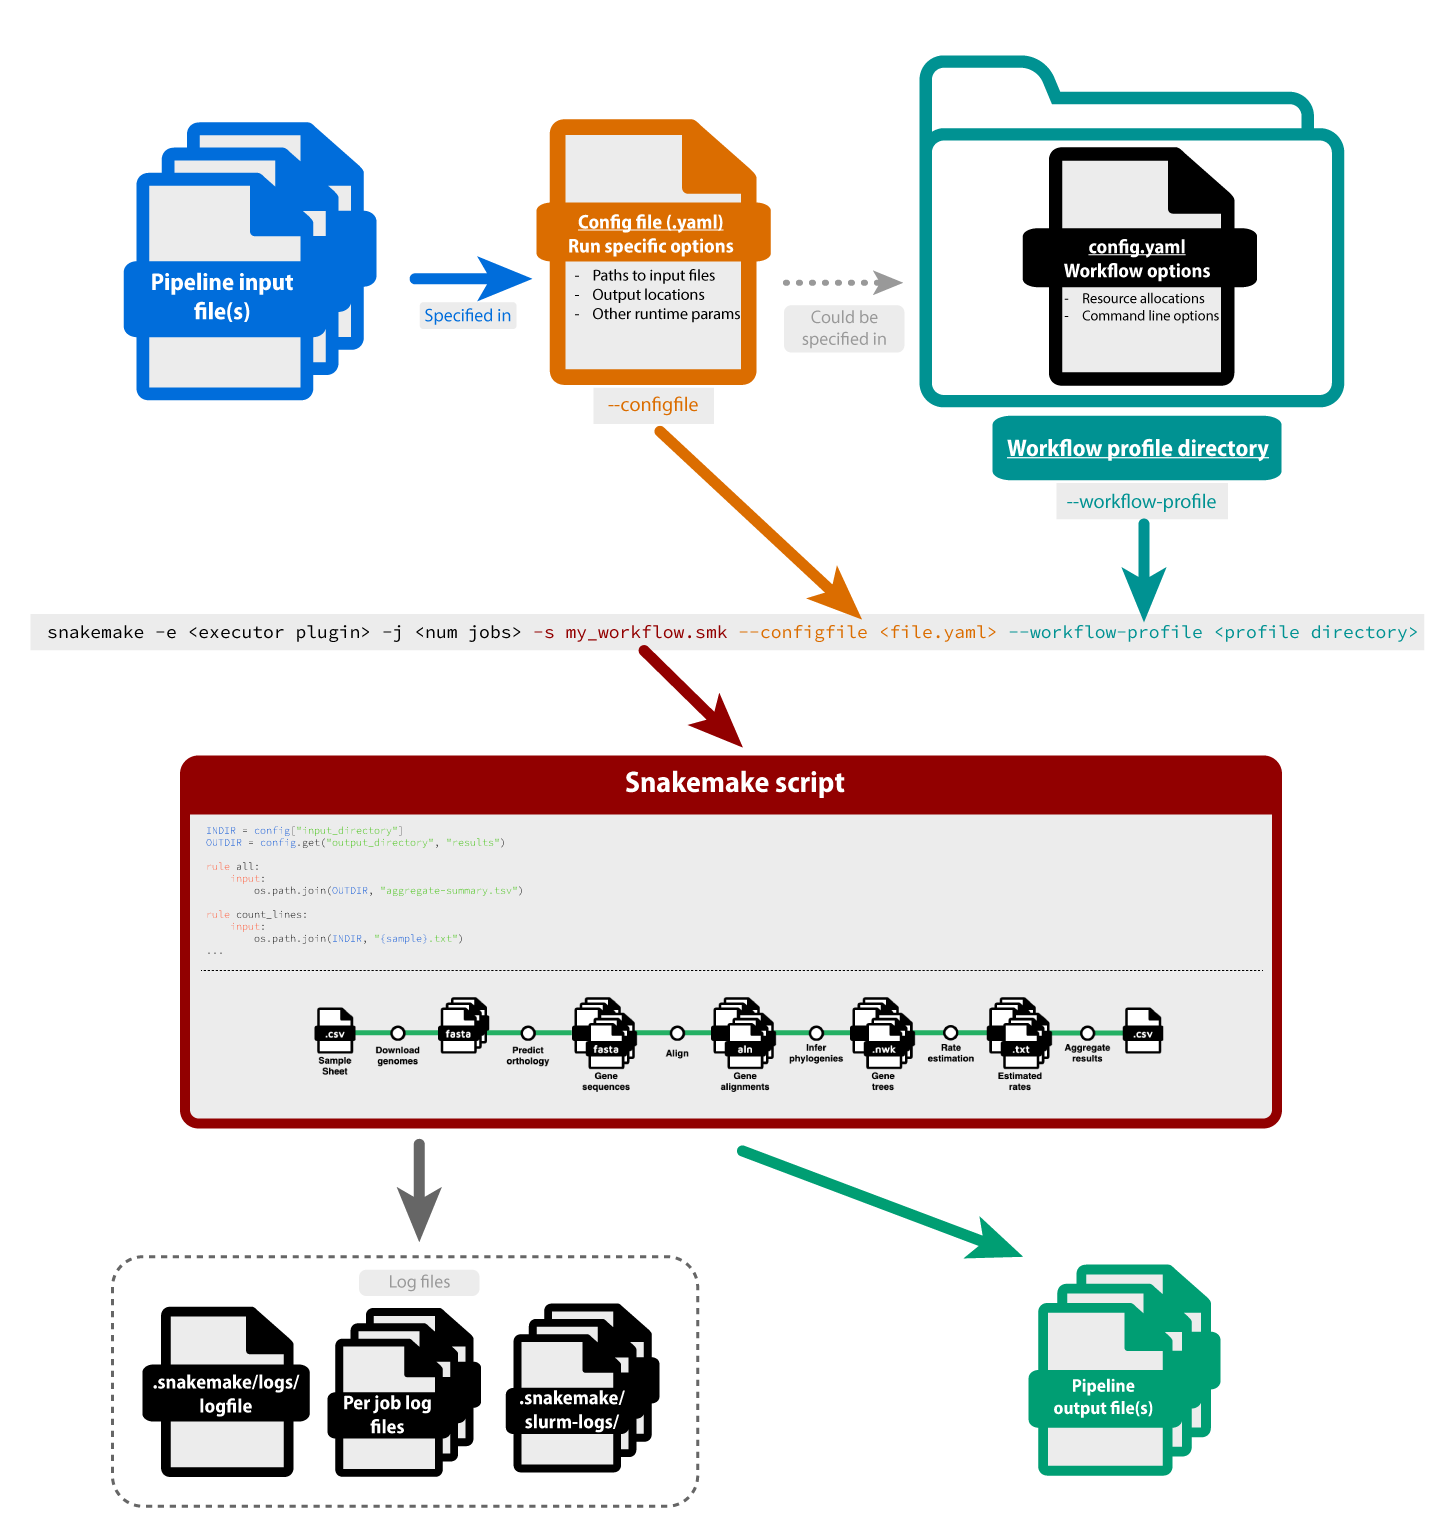 Pipeline input
file(s)
Specified in
Config file (.yaml)
Run specific options
- Paths to input files
- Output locations
- Other runtime params
--configfile
Could be
specified in
config.yaml
Workflow options
- Resource allocations
- Command line options
Workflow profile directory
--workflow-profile
snakemake -e <executor plugin> -j <num jobs> -s my_workflow.smk --configfile <file.yaml> --workflow-profile <profile directory>
Snakemake script
INDIR = config["input_directory"]
OUTDIR = config.get("output_directory", "results")
rule all:
input:
os.path.join(OUTDIR, "aggregate-summary.tsv")
rule count_lines:
input:
os.path.join(INDIR, "{sample}.txt")
...
.csv
Sample
Sheet
Download
genomes
fasta
Predict
orthology
fasta
Gene
sequences
Align
aln
Gene
alignments
Infer
phylogenies
.nwk
Gene
trees
Rate
estimation
.txt
Estimated
rates
Aggregate
results
.csv
Log files
.snakemake/logs/
logfile
Per job log
files
.snakemake/
slurm-logs/
Pipeline
output file(s)